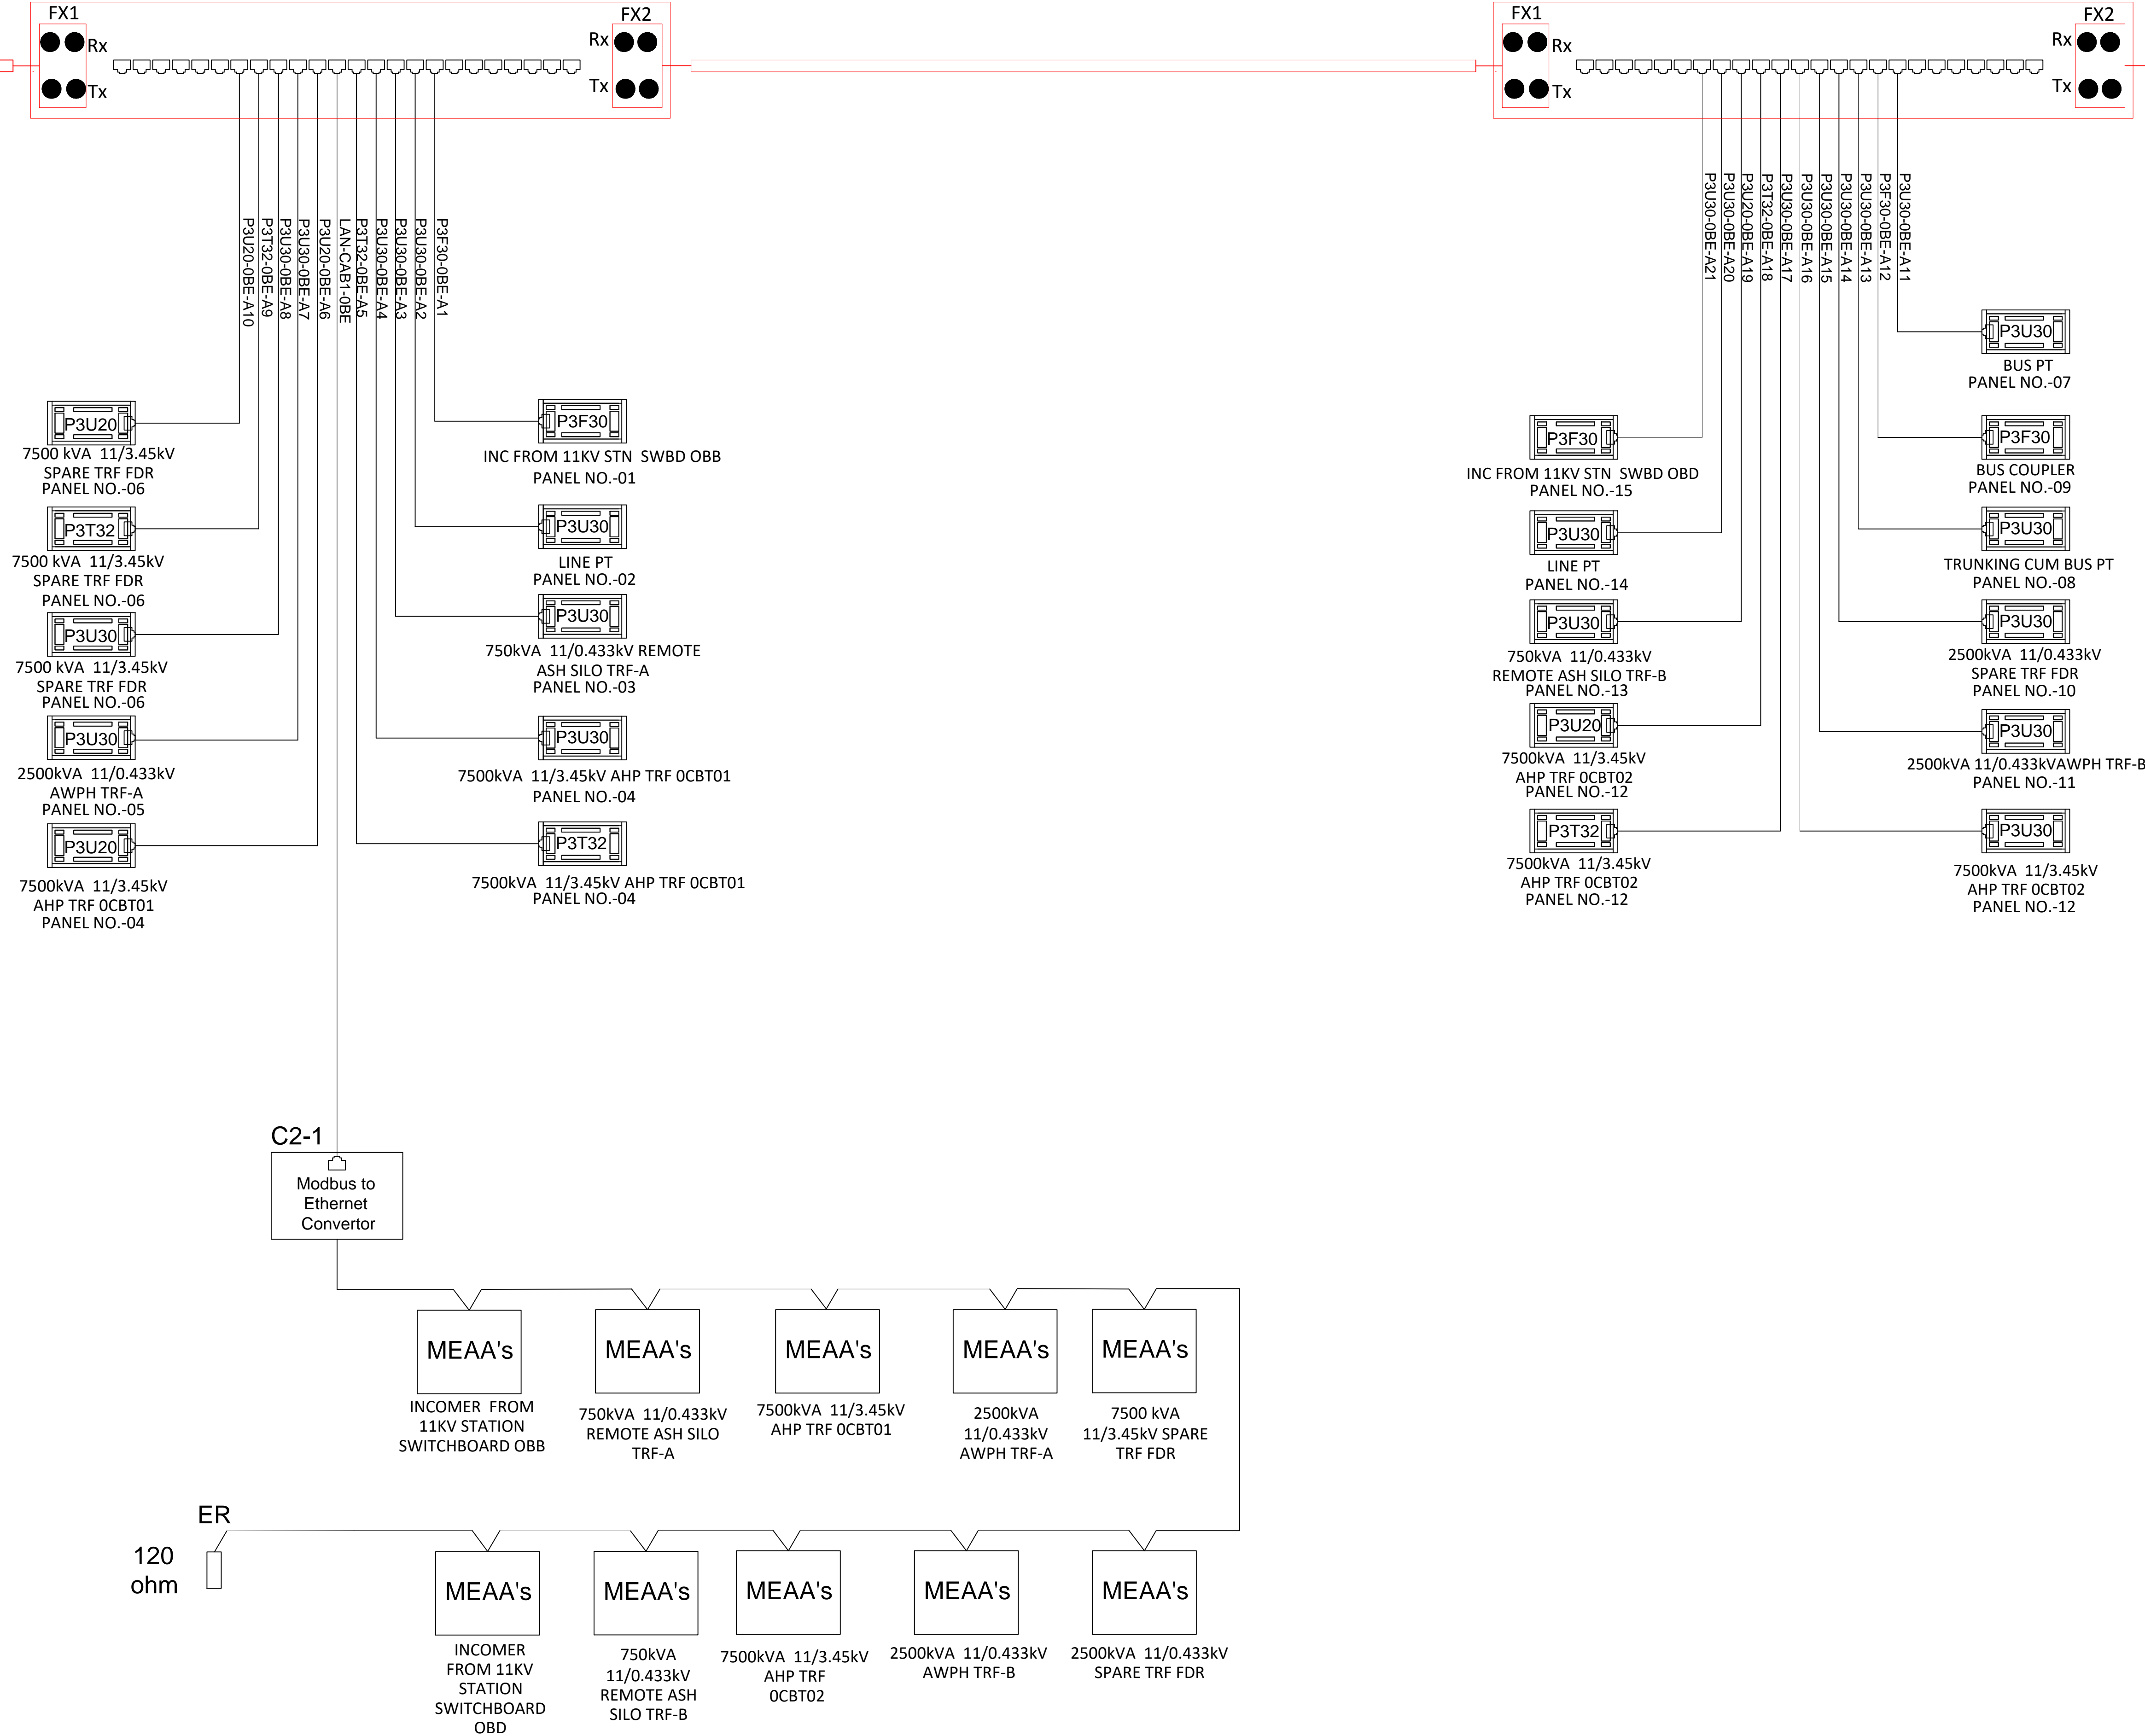 FX1
Rx
Tx
FX2
Rx
Tx
FX1
Rx
Tx
FX2
Rx
Tx
P3U20-0BE-A10
P3T32-0BE-A9
P3U30-0BE-A8
P3U30-0BE-A7
P3U20-0BE-A6
LAN-CAB1-0BE
P3T32-0BE-A5
P3U30-0BE-A4
P3U30-0BE-A3
P3U30-0BE-A2
P3F30-0BE-A1
P3U30-0BE-A21
P3U30-0BE-A20
P3U20-0BE-A19
P3T32-0BE-A18
P3U30-0BE-A17
P3U30-0BE-A16
P3U30-0BE-A15
P3U30-0BE-A14
P3U30-0BE-A13
P3F30-0BE-A12
P3U30-0BE-A11
P3U20
7500 kVA 11/3.45kV
SPARE TRF FDR
PANEL NO.-06
P3T32
7500 kVA 11/3.45kV
SPARE TRF FDR
PANEL NO.-06
P3U30
7500 kVA 11/3.45kV
SPARE TRF FDR
PANEL NO.-06
P3U30
2500kVA 11/0.433kV
AWPH TRF-A
PANEL NO.-05
P3U20
7500kVA 11/3.45kV
AHP TRF 0CBT01
PANEL NO.-04
P3F30
INC FROM 11KV STN SWBD OBB
PANEL NO.-01
P3U30
LINE PT
PANEL NO.-02
P3U30
750kVA 11/0.433kV REMOTE
ASH SILO TRF-A
PANEL NO.-03
P3U30
7500kVA 11/3.45kV AHP TRF 0CBT01
PANEL NO.-04
P3T32
7500kVA 11/3.45kV AHP TRF 0CBT01
PANEL NO.-04
P3F30
INC FROM 11KV STN SWBD OBD
PANEL NO.-15
P3U30
LINE PT
PANEL NO.-14
P3U30
750kVA 11/0.433kV
REMOTE ASH SILO TRF-B
PANEL NO.-13
P3U20
7500kVA 11/3.45kV
AHP TRF 0CBT02
PANEL NO.-12
P3T32
7500kVA 11/3.45kV
AHP TRF 0CBT02
PANEL NO.-12
P3U30
BUS PT
PANEL NO.-07
P3F30
BUS COUPLER
PANEL NO.-09
P3U30
TRUNKING CUM BUS PT
PANEL NO.-08
P3U30
2500kVA 11/0.433kV
SPARE TRF FDR
PANEL NO.-10
P3U30
2500kVA 11/0.433kVAWPH TRF-B
PANEL NO.-11
P3U30
7500kVA 11/3.45kV
AHP TRF 0CBT02
PANEL NO.-12
C2-1
Modbus to
Ethernet
Convertor
MEAA's
INCOMER FROM
11KV STATION
SWITCHBOARD OBB
MEAA's
750kVA 11/0.433kV
REMOTE ASH SILO
TRF-A
MEAA's
7500kVA 11/3.45kV
AHP TRF 0CBT01
MEAA's
2500kVA
11/0.433kV
AWPH TRF-A
MEAA's
7500 kVA
11/3.45kV SPARE
TRF FDR
ER
120
ohm
MEAA's
INCOMER
FROM 11KV
STATION
SWITCHBOARD
OBD
MEAA's
750kVA
11/0.433kV
REMOTE ASH
SILO TRF-B
MEAA's
7500kVA 11/3.45kV
AHP TRF
0CBT02
MEAA's
2500kVA 11/0.433kV
AWPH TRF-B
MEAA's
2500kVA 11/0.433kV
SPARE TRF FDR